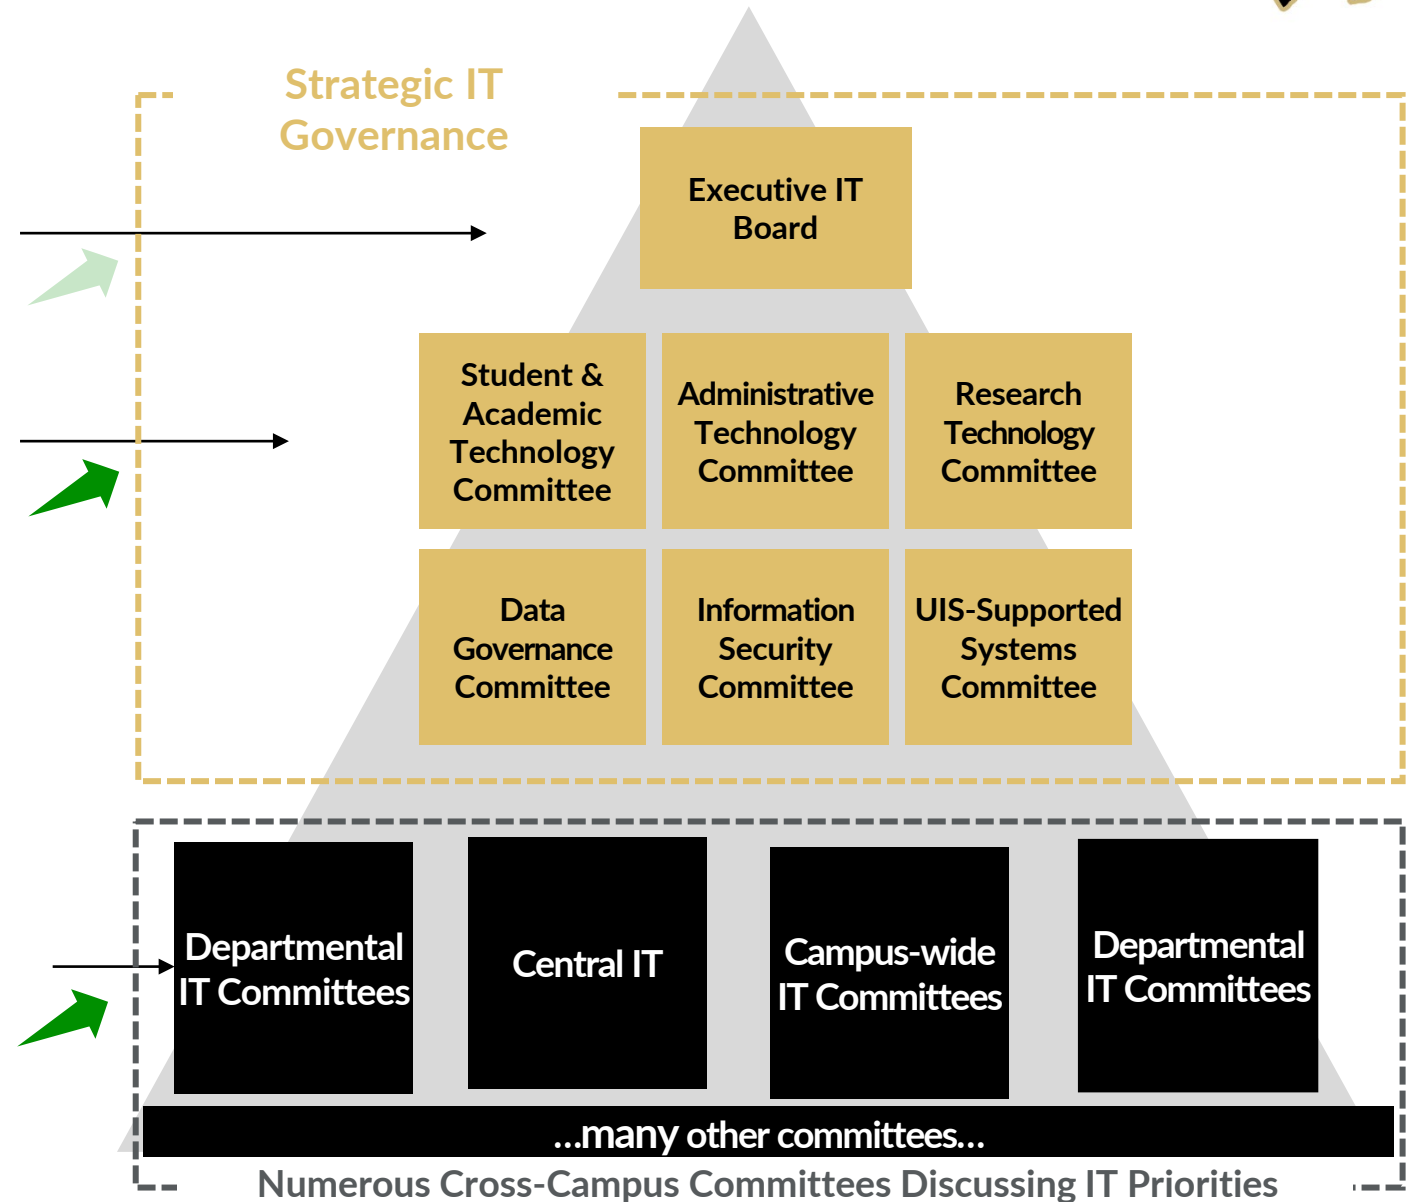 Strategic IT
Governance
Executive IT
Board
Student &
Academic
Technology
Committee
Administrative
Technology
Committee
Research
Technology
Committee
Data
Governance
Committee
Information
Security
Committee
UIS-Supported
Systems
Committee
Departmental
IT Committees
Central IT
Campus-wide
IT Committees
Departmental
IT Committees
...many other committees...
Numerous Cross-Campus Committees Discussing IT Priorities